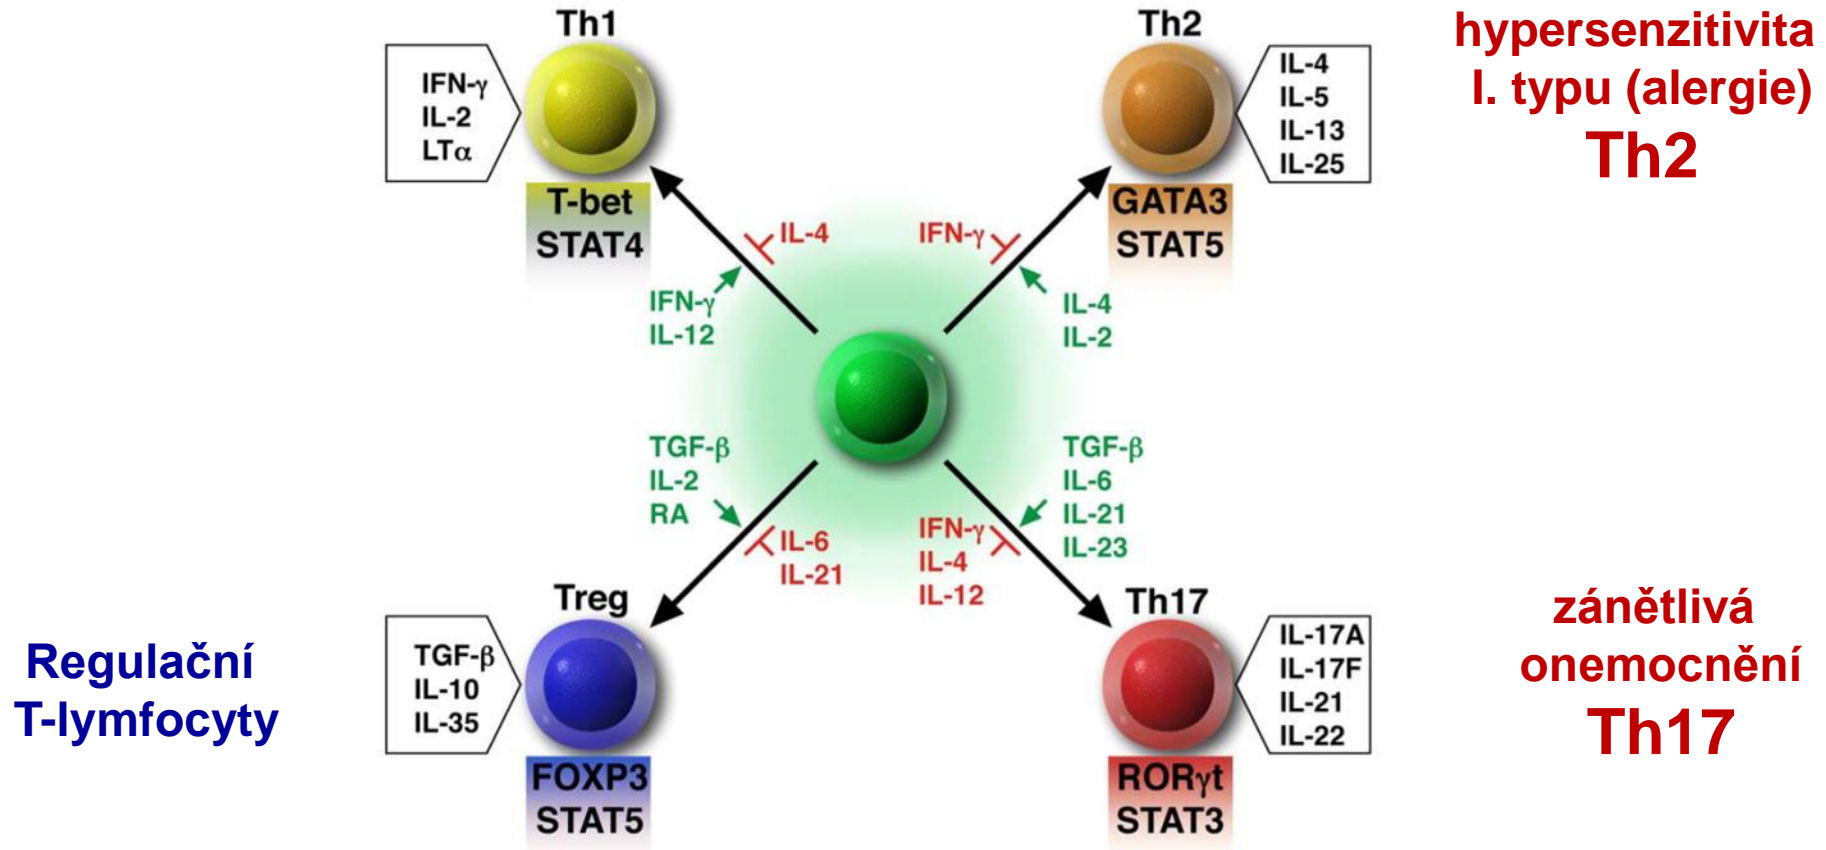 Th1
IFN-γ
IL-2
LTα
T-bet
STAT4
IL-4
IFN-γ
IL-12
Th2
IL-4
IL-5
IL-13
IL-25
GATA3
STAT5
IFN-γ
IL-4
IL-2
hypersenzitivita
I. typu (alergie)
Th2
Regulační
T-lymfocyty
TGF-β
IL-2
RA
IL-6
IL-21
Treg
TGF-β
IL-10
IL-35
FOXP3
STAT5
TGF-β
IL-6
IL-21
IL-23
IFN-γ
IL-4
IL-12
Th17
IL-17A
IL-17F
IL-21
IL-22
RORγt
STAT3
zánětlivá
onemocnění
Th17